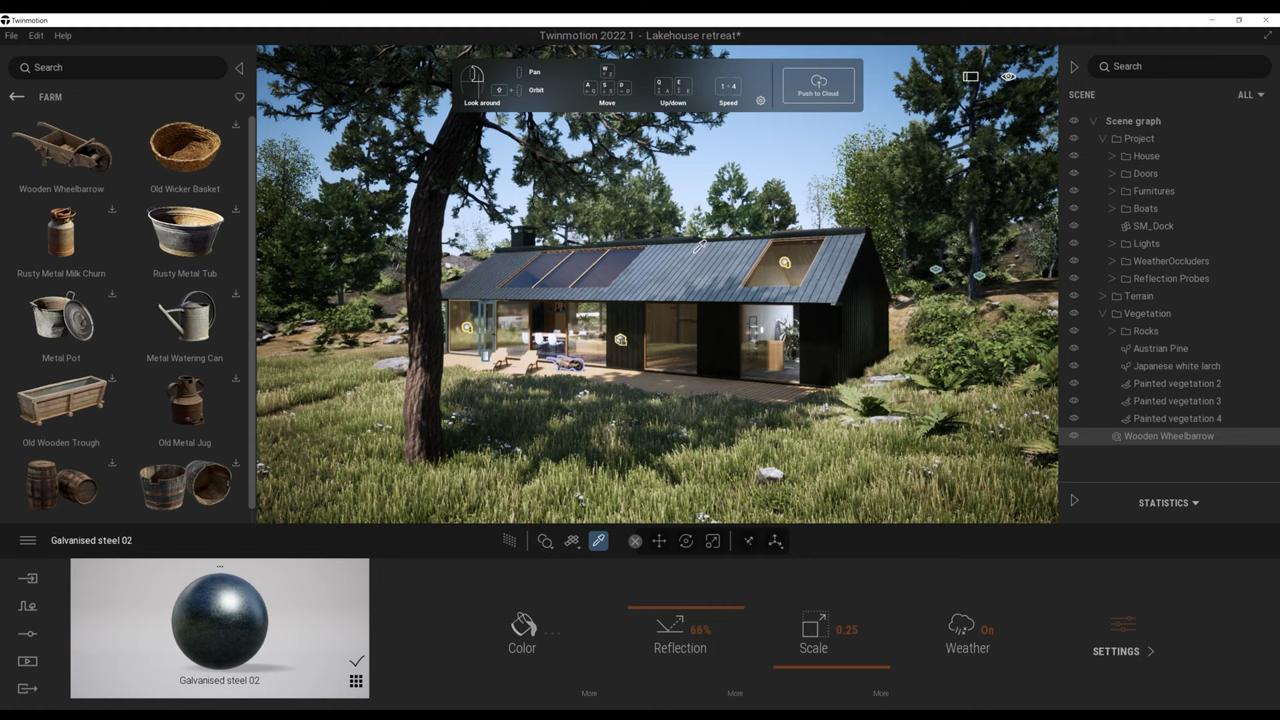 Twinmotion
File Edit Help
Twinmotion 2022.1 - Lakehouse retreat*
Search
FARM
Wooden Wheelbarrow
Old Wicker Basket
Rusty Metal Milk Churn
Rusty Metal Tub
Metal Pot
Metal Watering Can
Old Wooden Trough
Old Metal Jug
Look around
Pan
Orbit
W
A S D
Move
Q E
Up/down
1 - 4
Speed
Push to Cloud
Search
SCENE
ALL
Scene graph
Project
House
Doors
Furnitures
Boats
SM_Dock
Lights
WeatherOccluders
Reflection Probes
Terrain
Vegetation
Rocks
Austrian Pine
Japanese white larch
Painted vegetation 2
Painted vegetation 3
Painted vegetation 4
Wooden Wheelbarrow
STATISTICS
Galvanised steel 02
...
Galvanised steel 02
Color ...
Reflection
66%
Scale
0.25
Weather
On
SETTINGS
More
More
More